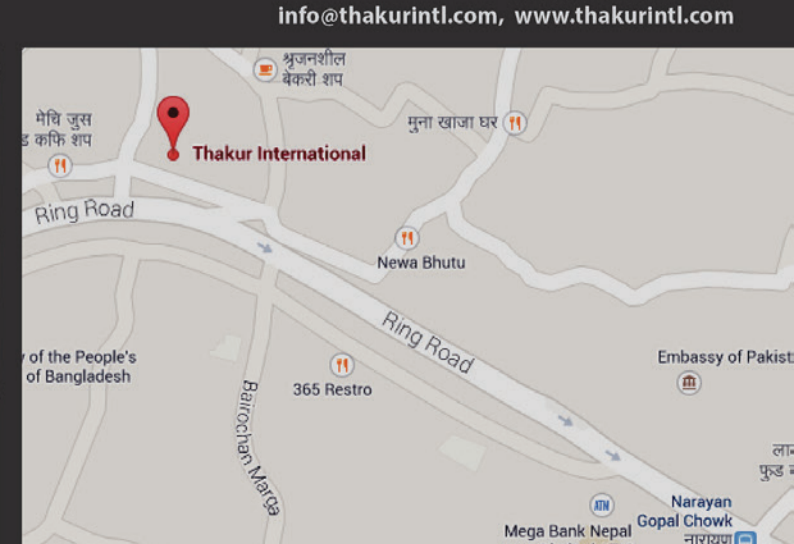 info@thakurintl.com, www.thakurintl.com
श्रृजनशील
बेकरी शप
मेचि जुस
ड कफि शप
मुना खाजा घर
Thakur International
Ring Road
Newa Bhutu
Ring Road
of the People's
of Bangladesh
365 Restro
Embassy of Pakist
Bairochan Marga
फुड
ATM
Mega Bank Nepal
Narayan
Gopal Chowk
नारायण